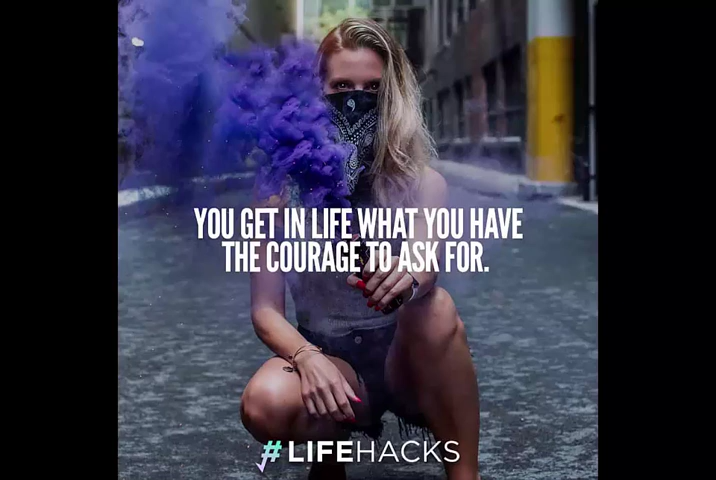 YOU GET IN LIFE WHAT YOU HAVE
THE COURAGE TO ASK FOR.
#LIFEHACKS